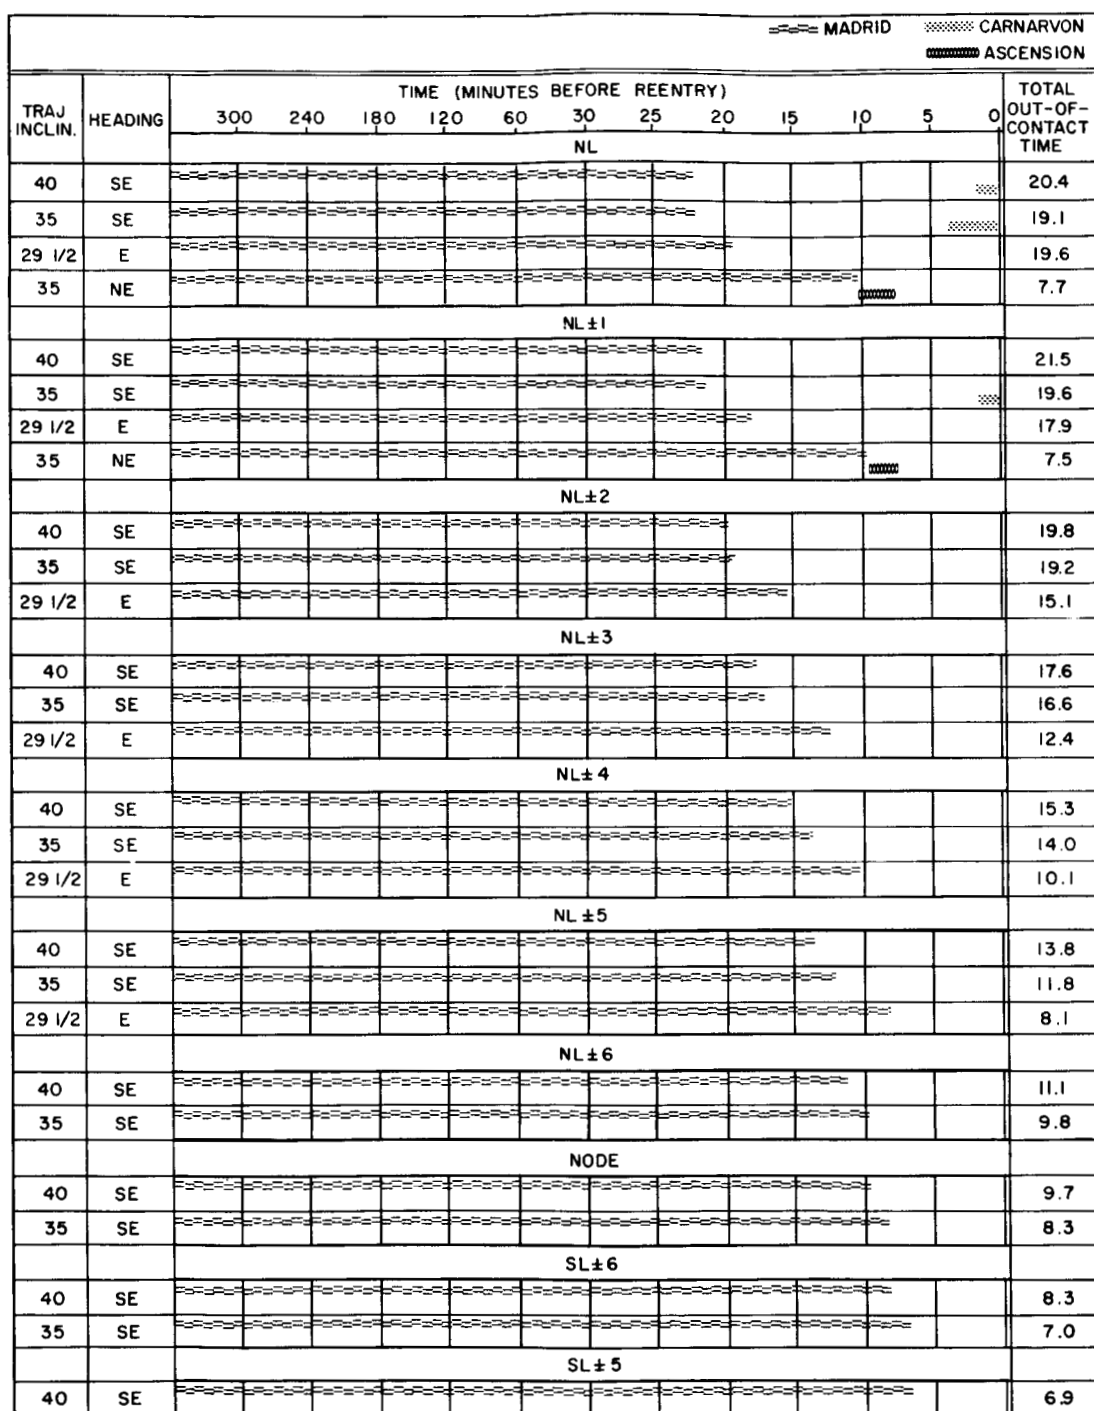 MADRID CARNARVON
ASCENSION
TRAJ INCLIN. HEADING TIME (MINUTES BEFORE REENTRY) TOTAL OUT-OF-CONTACT TIME
300 240 180 120 60 30 25 20 15 10 5 0
NL
40 SE 20.4
35 SE 19.1
29 1/2 E 19.6
35 NE 7.7
NL±1
40 SE 21.5
35 SE 19.6
29 1/2 E 17.9
35 NE 7.5
NL±2
40 SE 19.8
35 SE 19.2
29 1/2 E 15.1
NL±3
40 SE 17.6
35 SE 16.6
29 1/2 E 12.4
NL±4
40 SE 15.3
35 SE 14.0
29 1/2 E 10.1
NL±5
40 SE 13.8
35 SE 11.8
29 1/2 E 8.1
NL±6
40 SE 11.1
35 SE 9.8
NODE
40 SE 9.7
35 SE 8.3
SL±6
40 SE 8.3
35 SE 7.0
SL±5
40 SE 6.9